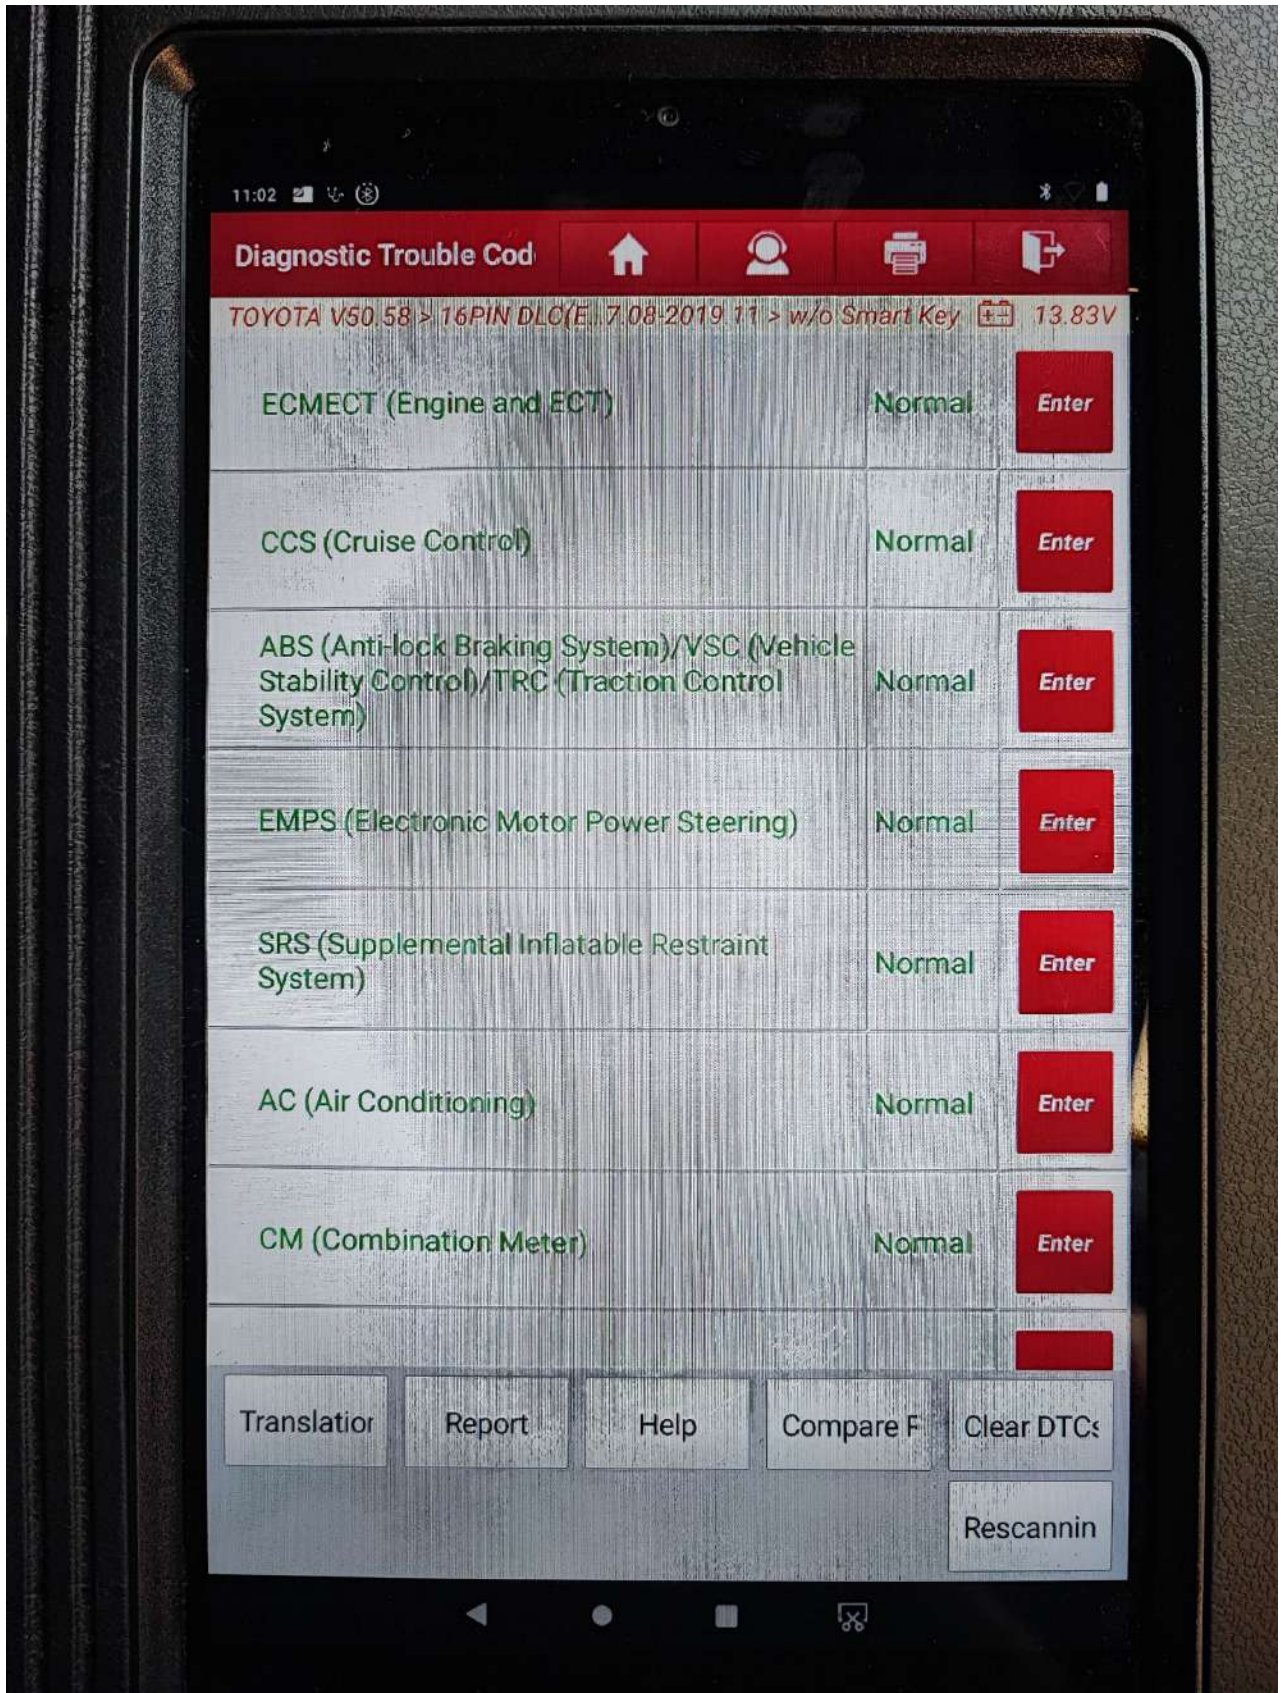 11:02
Diagnostic Trouble Cod
TOYOTA V50.58 > 16PIN DLC(E...7.08-2019 11 > w/o Smart Key 13.83V
ECMECT (Engine and ECT) Normal Enter
CCS (Cruise Control) Normal Enter
ABS (Anti-lock Braking System)/VSC (Vehicle
Stability Control)/TRC (Traction Control
System) Normal Enter
EMPS (Electronic Motor Power Steering) Normal Enter
SRS (Supplemental Inflatable Restraint
System) Normal Enter
AC (Air Conditioning) Normal Enter
CM (Combination Meter) Normal Enter
Translation Report Help Compare F Clear DTCs
Rescannin